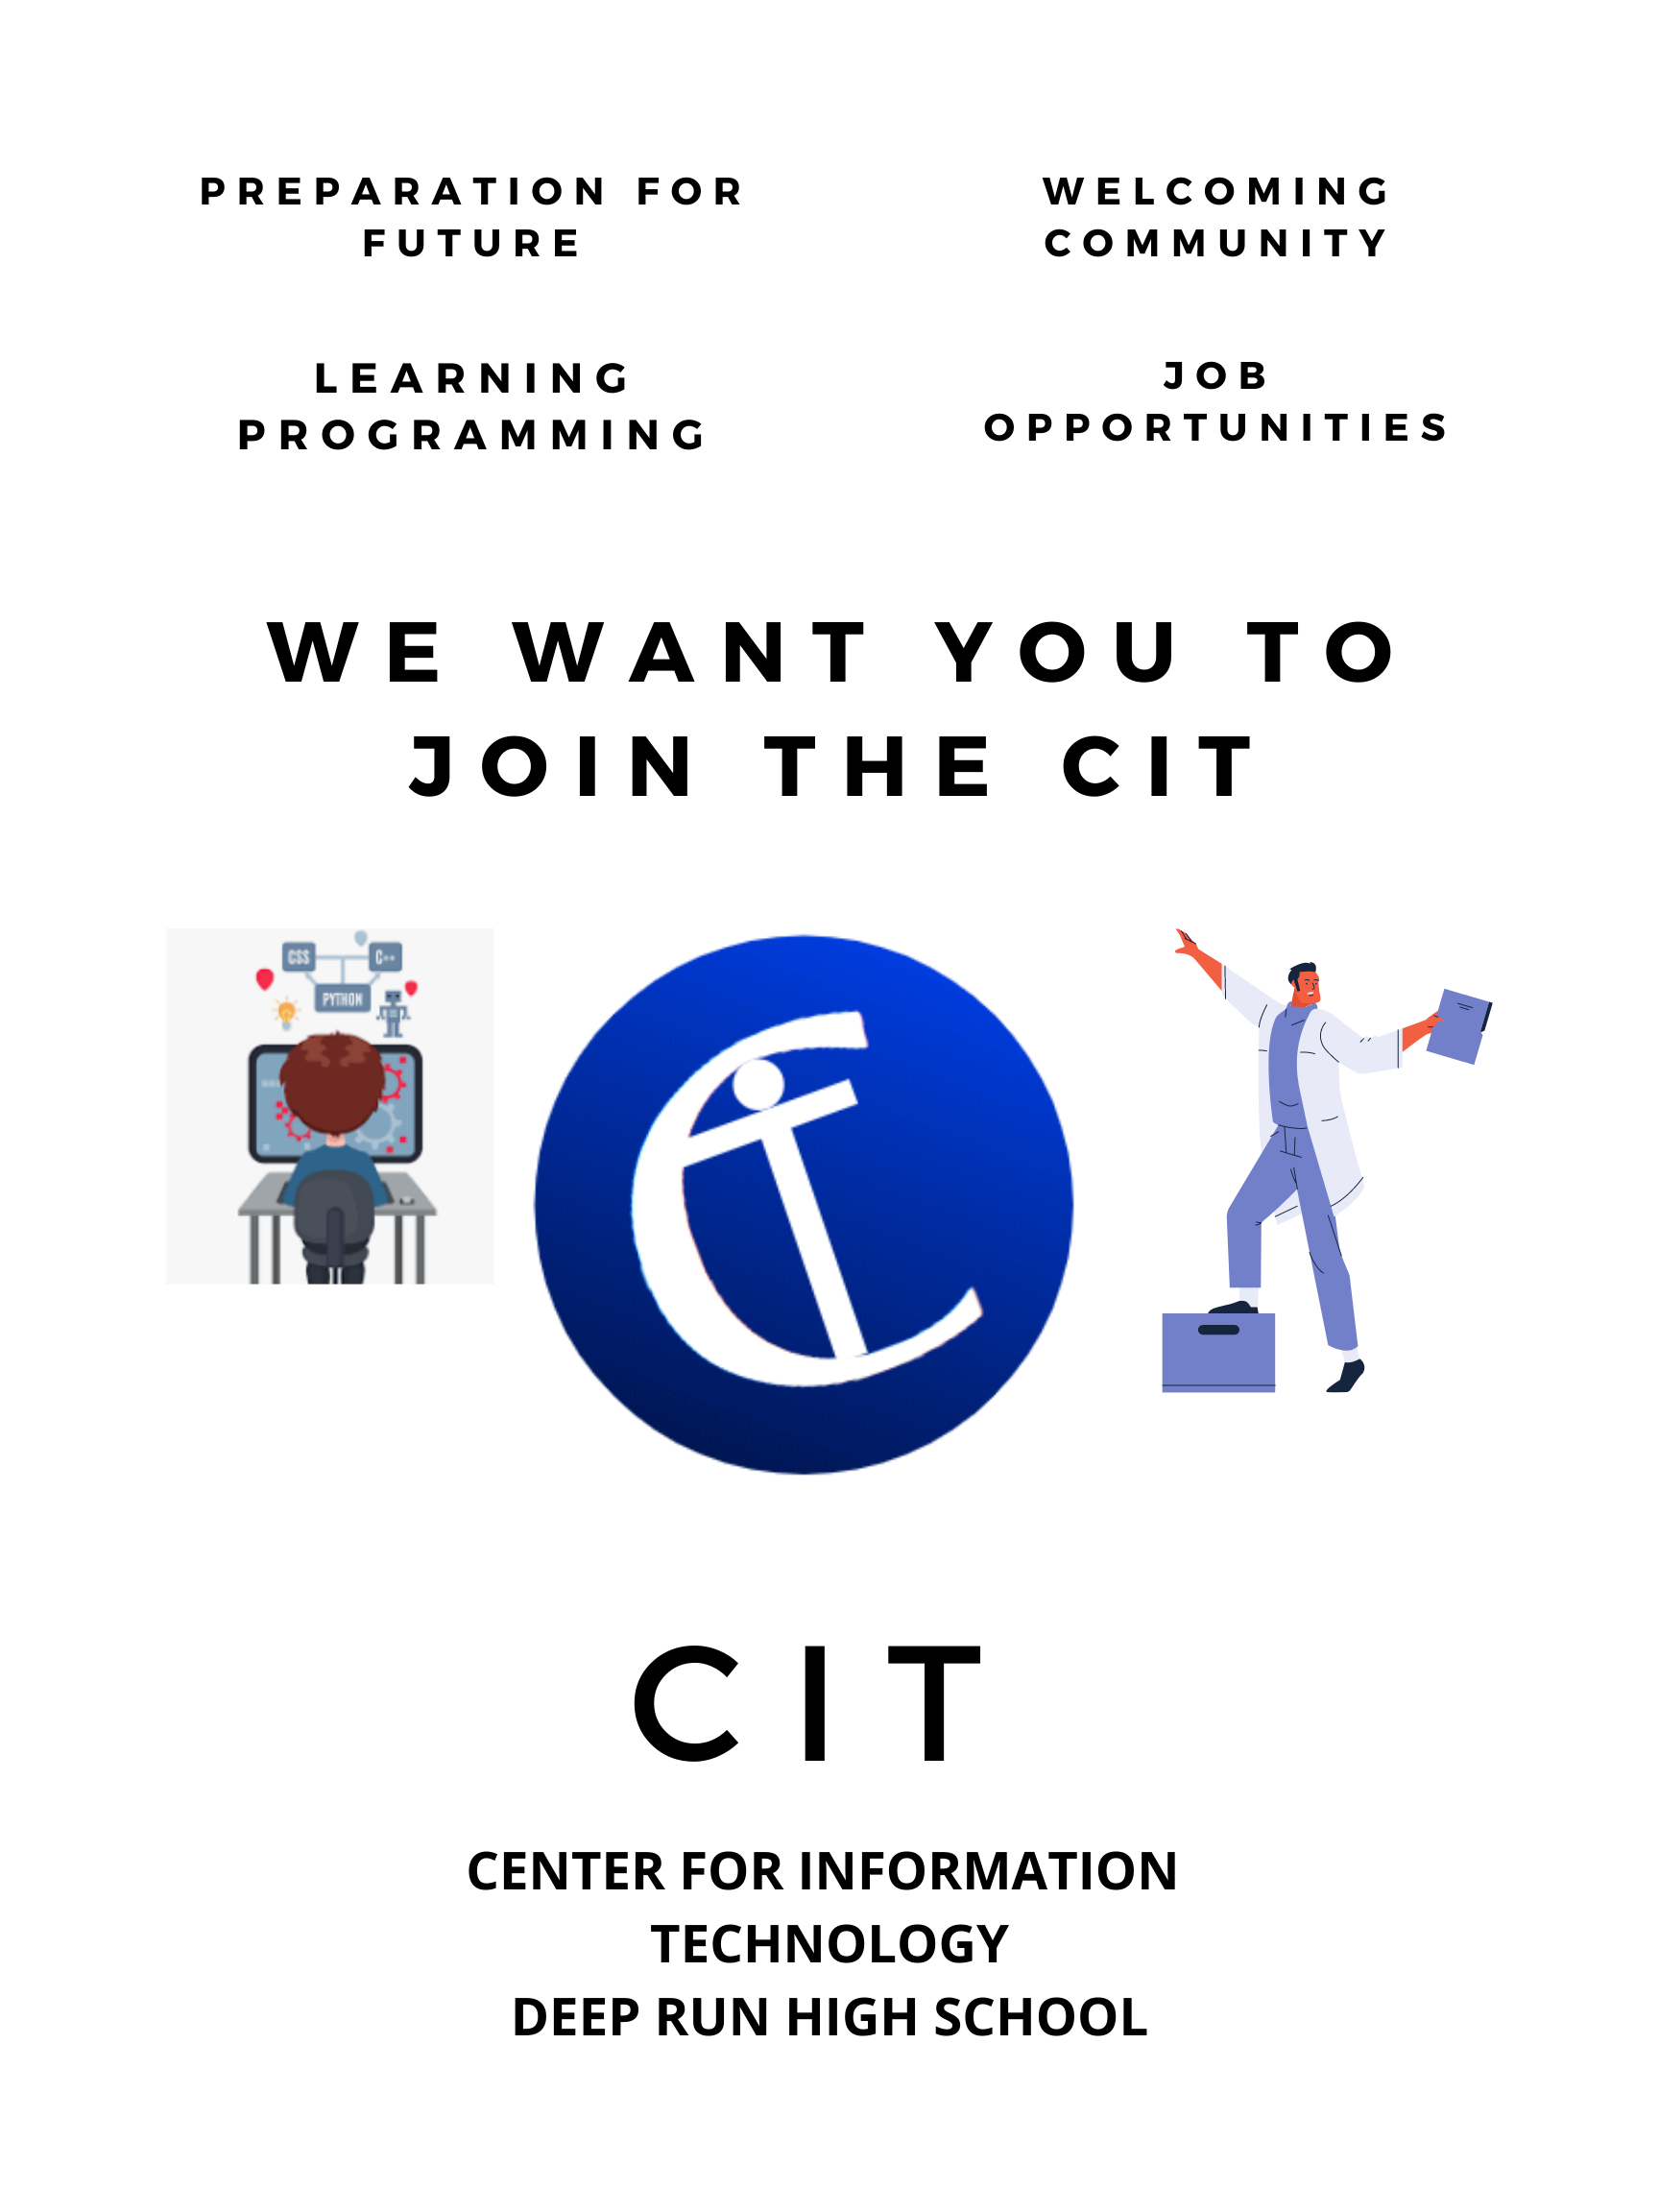 PREPARATION FOR
FUTURE
WELCOMING
COMMUNITY
LEARNING
PROGRAMMING
JOB
OPPORTUNITIES
WE WANT YOU TO
JOIN THE CIT
CSS
C++
PYTHON
CIT
CIT
CENTER FOR INFORMATION
TECHNOLOGY
DEEP RUN HIGH SCHOOL